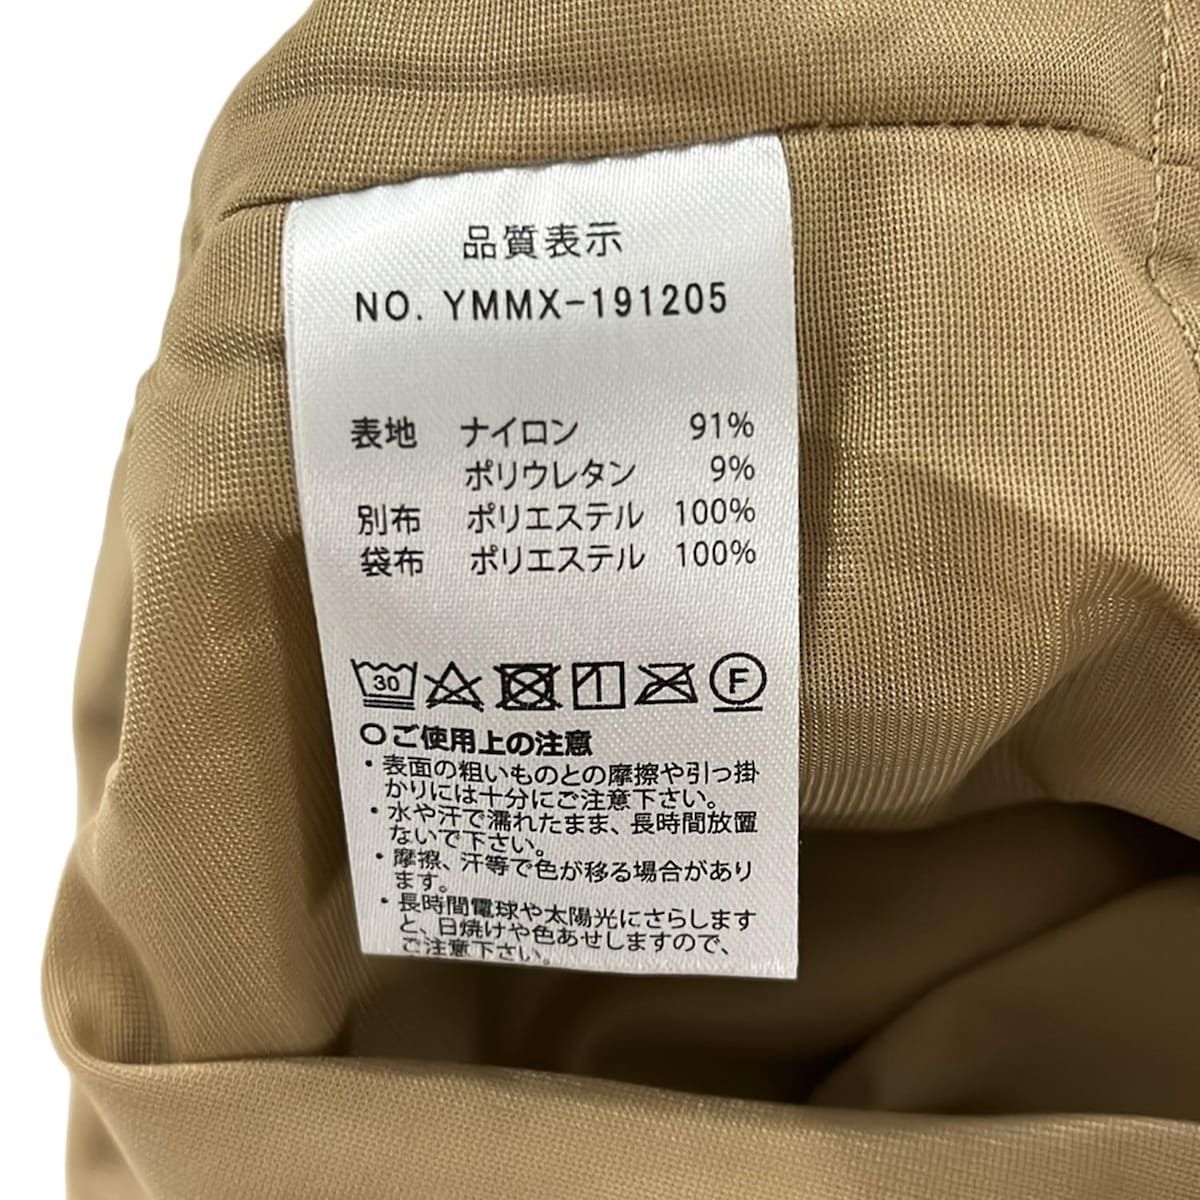 品質表示
NO. YMMX-191205
表地 ナイロン 91%
ポリウレタン 9%
別布 ポリエステル 100%
袋布 ポリエステル 100%
30 F
○ご使用上の注意
・表面の粗いものとの摩擦や引っ掛
かりには十分にご注意下さい。
・水や汗で濡れたまま、長時間放置
ないで下さい。
・摩擦、汗等で色が移る場合があり
ます。
・長時間電球や太陽光にさらします
と、日焼けや色あせしますので、
ご注意下さい。